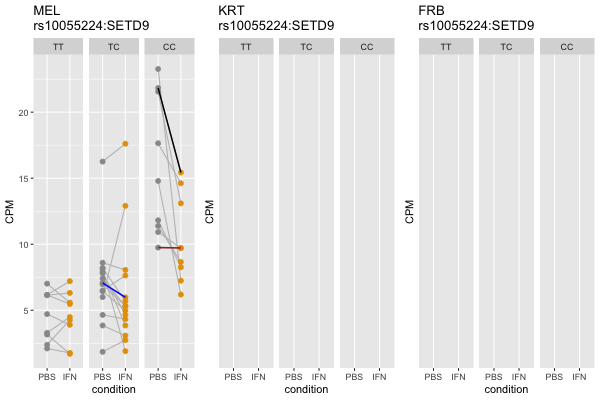 MEL
rs10055224:SETD9
TT TC CC
CPM
20
15
10
5
PBS IFN PBS IFN PBS IFN
condition
KRT
rs10055224:SETD9
TT TC CC
CPM
PBS IFN PBS IFN PBS IFN
condition
FRB
rs10055224:SETD9
TT TC CC
CPM
PBS IFN PBS IFN PBS IFN
condition